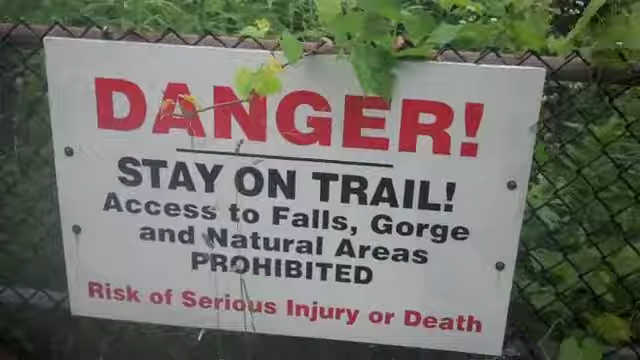 DANGER!
STAY ON TRAIL!
Access to Falls, Gorge
and Natural Areas
PROHIBITED
Risk of Serious Injury or Death